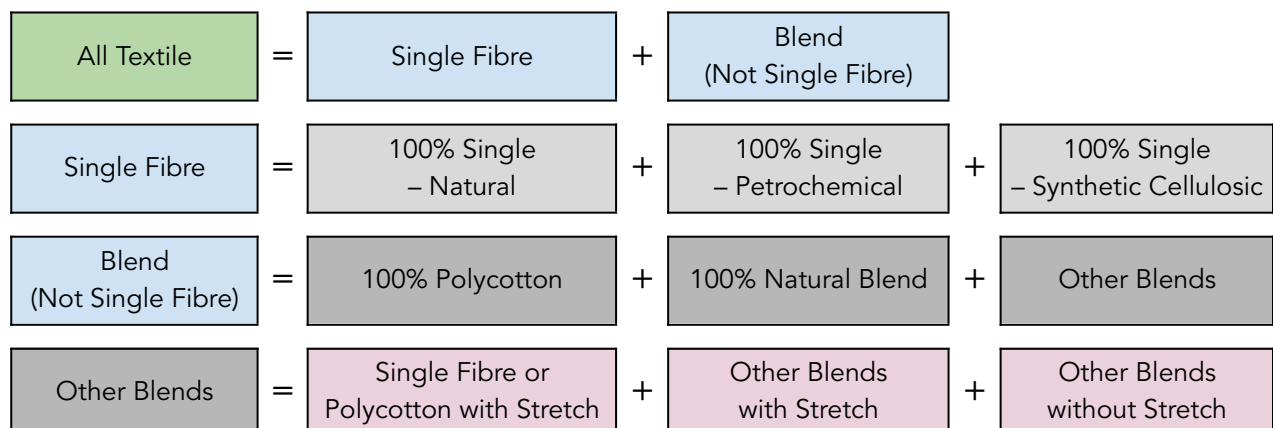 All Textile = Single Fibre + Blend
(Not Single Fibre)
Single Fibre = 100% Single
– Natural + 100% Single
– Petrochemical + 100% Single
– Synthetic Cellulosic
Blend
(Not Single Fibre) = 100% Polycotton + 100% Natural Blend + Other Blends
Other Blends = Single Fibre or
Polycotton with Stretch + Other Blends
with Stretch + Other Blends
without Stretch